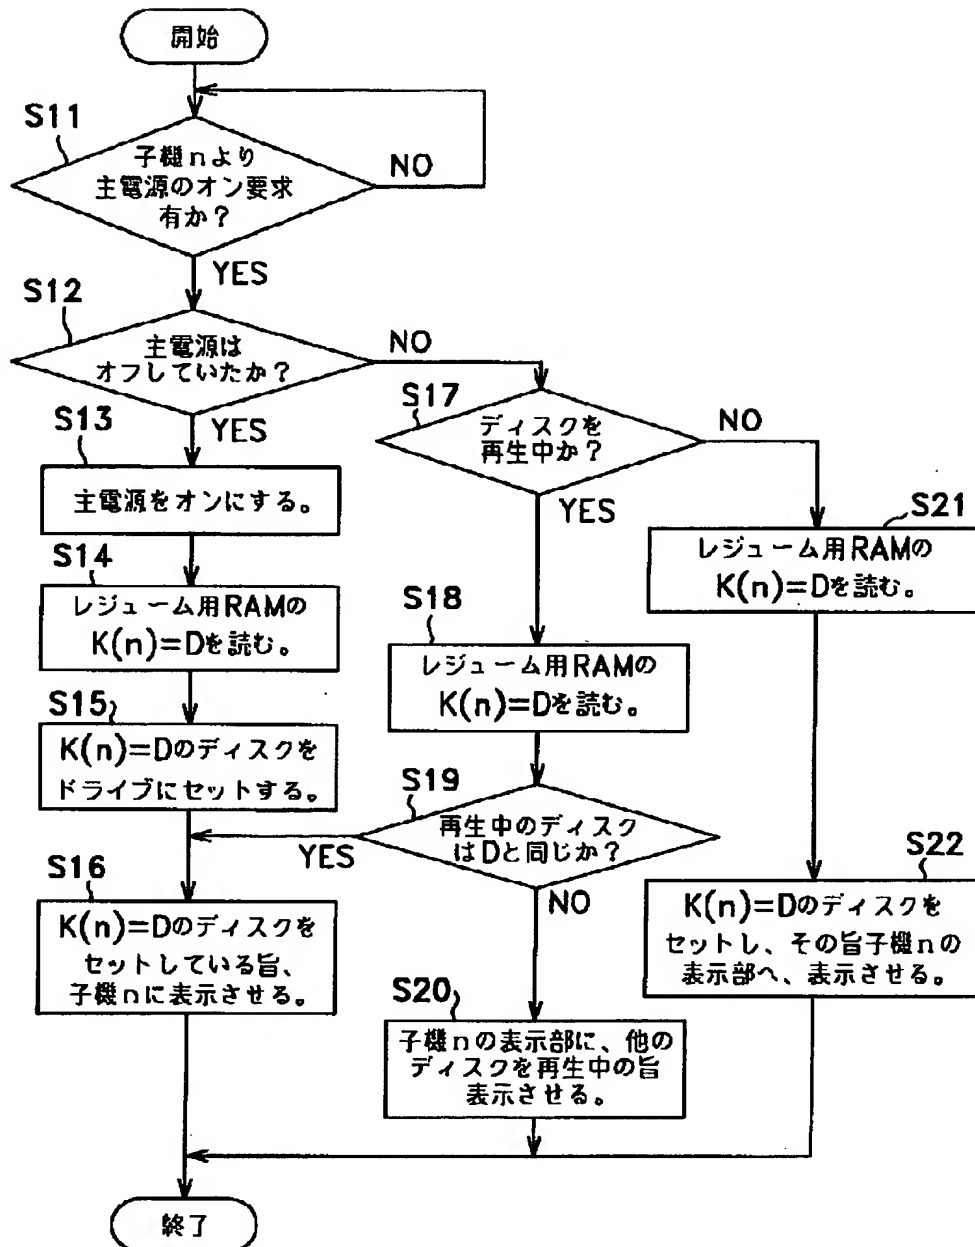 開始
S11
子機nより
主電源のオン要求
有か？
NO
YES
S12
主電源は
オフしていたか？
NO
YES
S13
主電源をオンにする。
S14
レジューム用RAMの
K(n)=Dを読む。
S15
K(n)=Dのディスクを
ドライブにセットする。
S16
K(n)=Dのディスクを
セットしている旨、
子機nに表示させる。
S17
ディスクを
再生中か？
NO
YES
S18
レジューム用RAMの
K(n)=Dを読む。
S19
再生中のディスク
はDと同じか？
YES
NO
S20
子機nの表示部に、他の
ディスクを再生中の旨
表示させる。
S21
レジューム用RAMの
K(n)=Dを読む。
S22
K(n)=Dのディスクを
セットし、その旨子機nの
表示部へ、表示させる。
終了